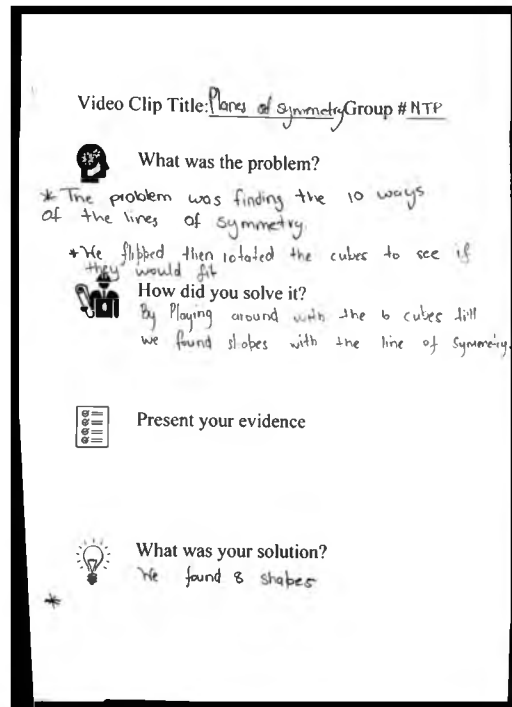 Video Clip Title: Planes of Symmetry Group # NTP
What was the problem?
* The problem was finding the 10 ways
of the lines of symmetry.
* We flipped then rotated the cubes to see if
they would fit
How did you solve it?
By Playing around with the 6 cubes till
we found shapes with the line of Symmetry.
Present your evidence
What was your solution?
We found 8 shapes
*